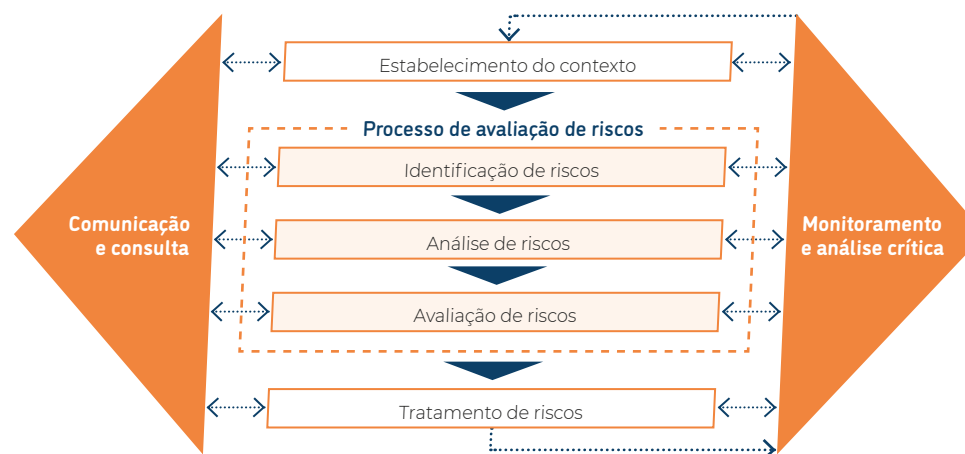 Estabelecimento do contexto
Processo de avaliação de riscos
Identificação de riscos
Comunicação
e consulta
Análise de riscos
Monitoramento
e análise crítica
Avaliação de riscos
Tratamento de riscos